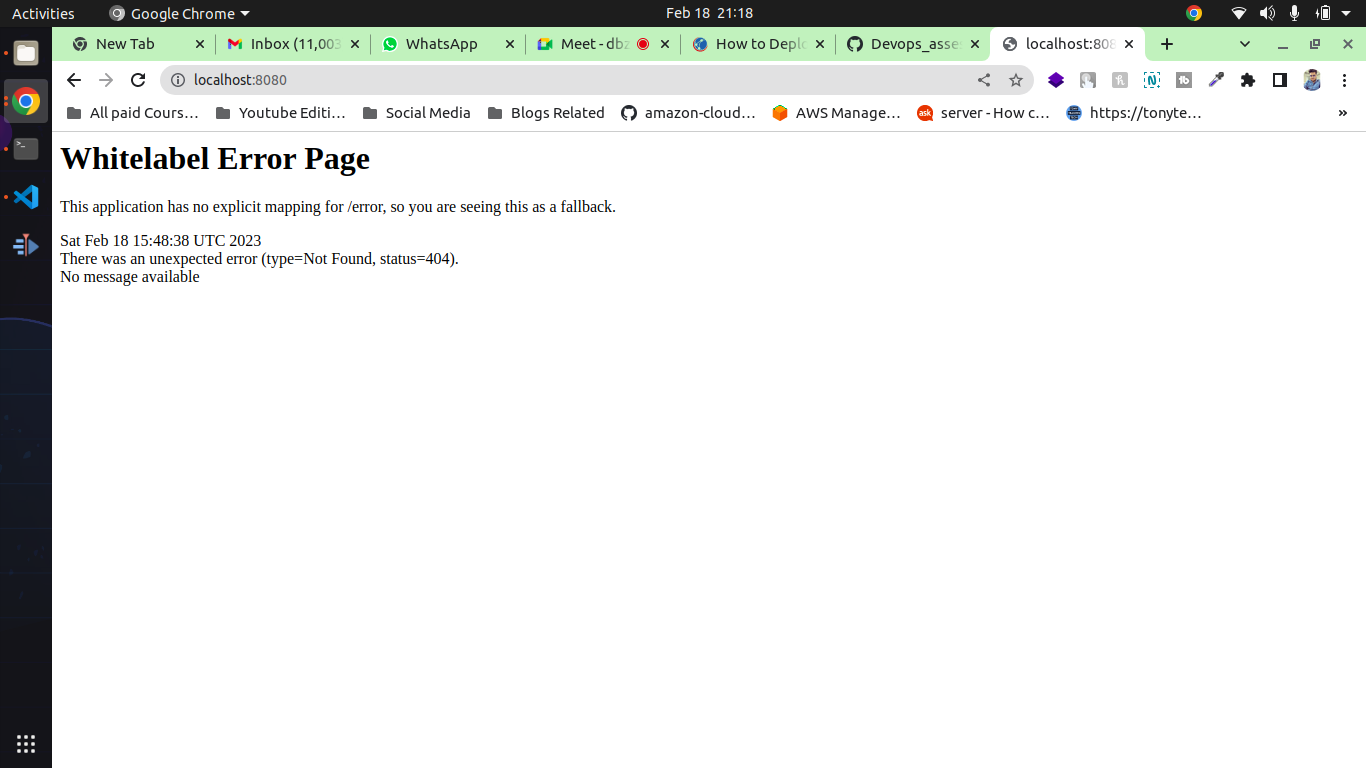 Activities
Google Chrome
Feb 18 21:18
New Tab
Inbox (11,003
WhatsApp
Meet - dbz
How to Deplo
Devops_asses
localhost:808
localhost:8080
All paid Cours…
Youtube Editi…
Social Media
Blogs Related
amazon-cloud…
AWS Manage…
ask
server - How c…
https://tonyte…
»
Whitelabel Error Page
This application has no explicit mapping for /error, so you are seeing this as a fallback.
Sat Feb 18 15:48:38 UTC 2023
There was an unexpected error (type=Not Found, status=404).
No message available